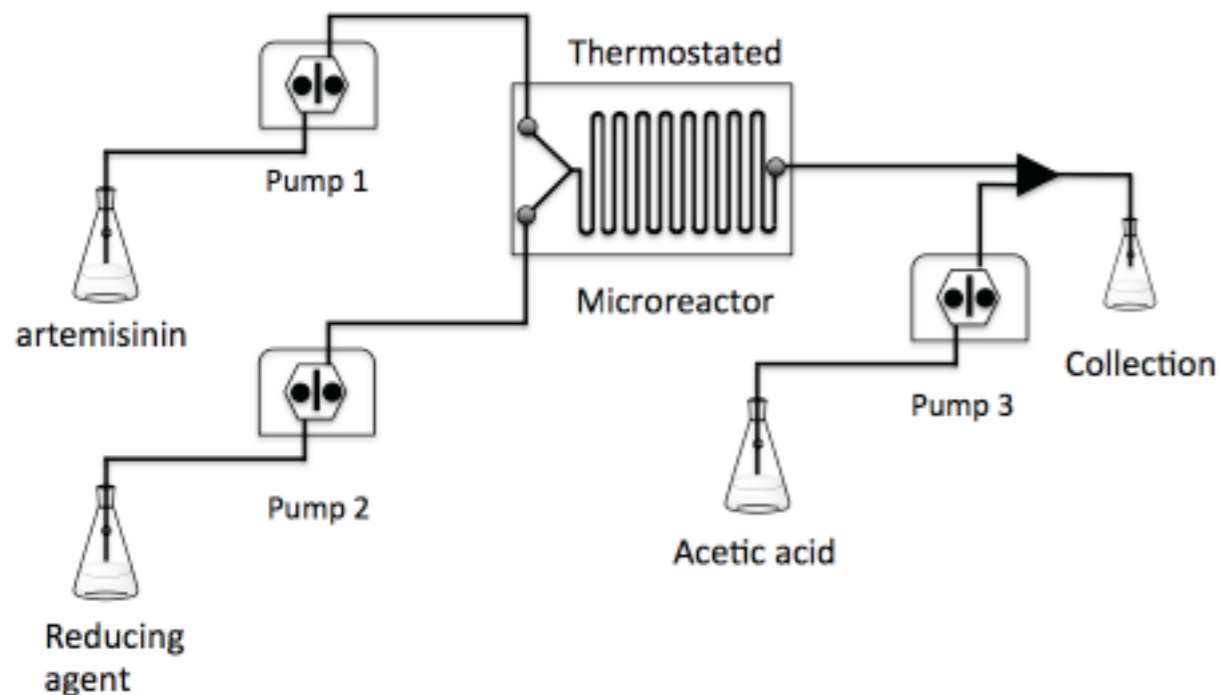 Thermostated
Pump 1
Microreactor
artemisinin
Collection
Pump 3
Pump 2
Acetic acid
Reducing
agent